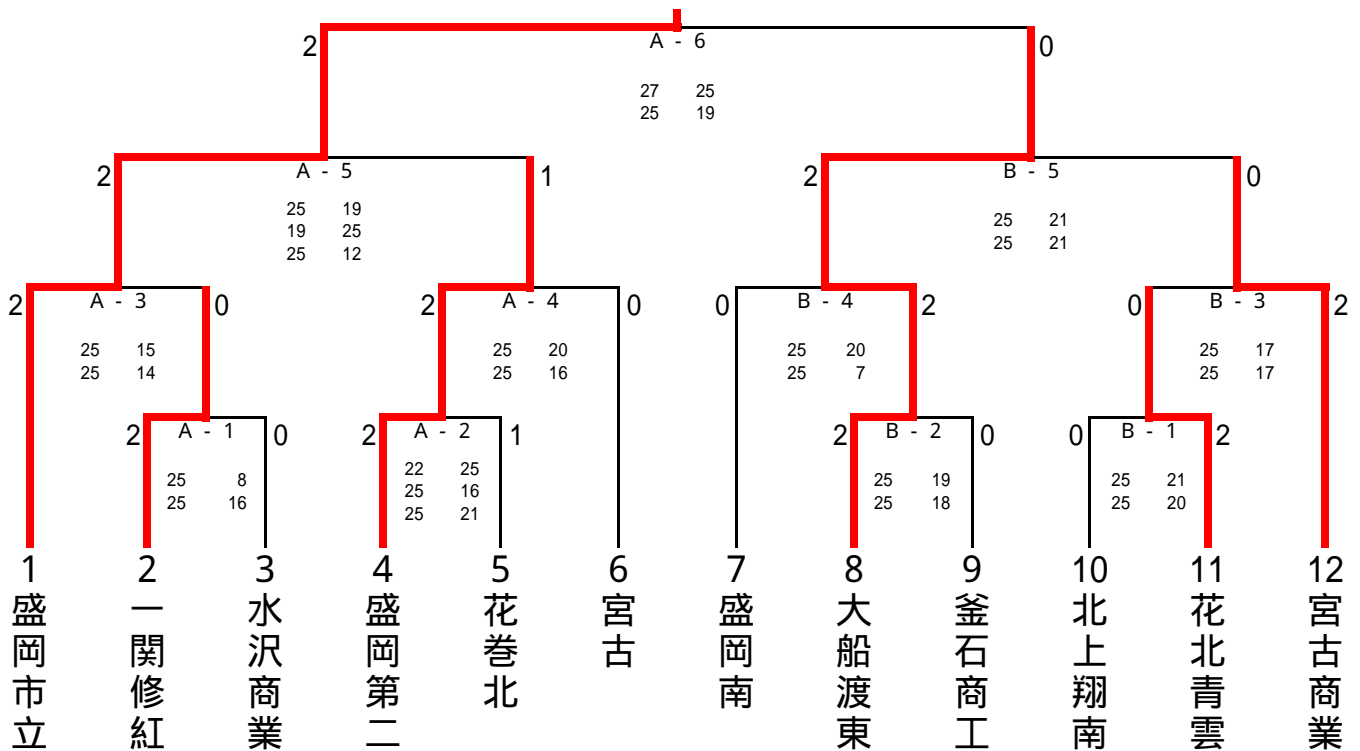 2 A - 6 0
27 25
25 19
2 A - 5 1
25 19
19 25
25 12
2 B - 5 0
25 21
25 21
2 A - 3 0
25 15
25 14
2 A - 4 0
25 20
25 16
0 B - 4 2
25 20
25 7
0 B - 3 2
25 17
25 17
2 A - 1 0
25 8
25 16
2 A - 2 1
22 25
25 16
25 21
2 B - 2 0
25 19
25 18
0 B - 1 2
25 21
25 20
1 盛岡市立
2 一関修紅
3 水沢商業
4 盛岡第二
5 花巻北
6 宮古
7 盛岡南
8 大船渡東
9 釜石商工
10 北上翔南
11 花北青雲
12 宮古商業